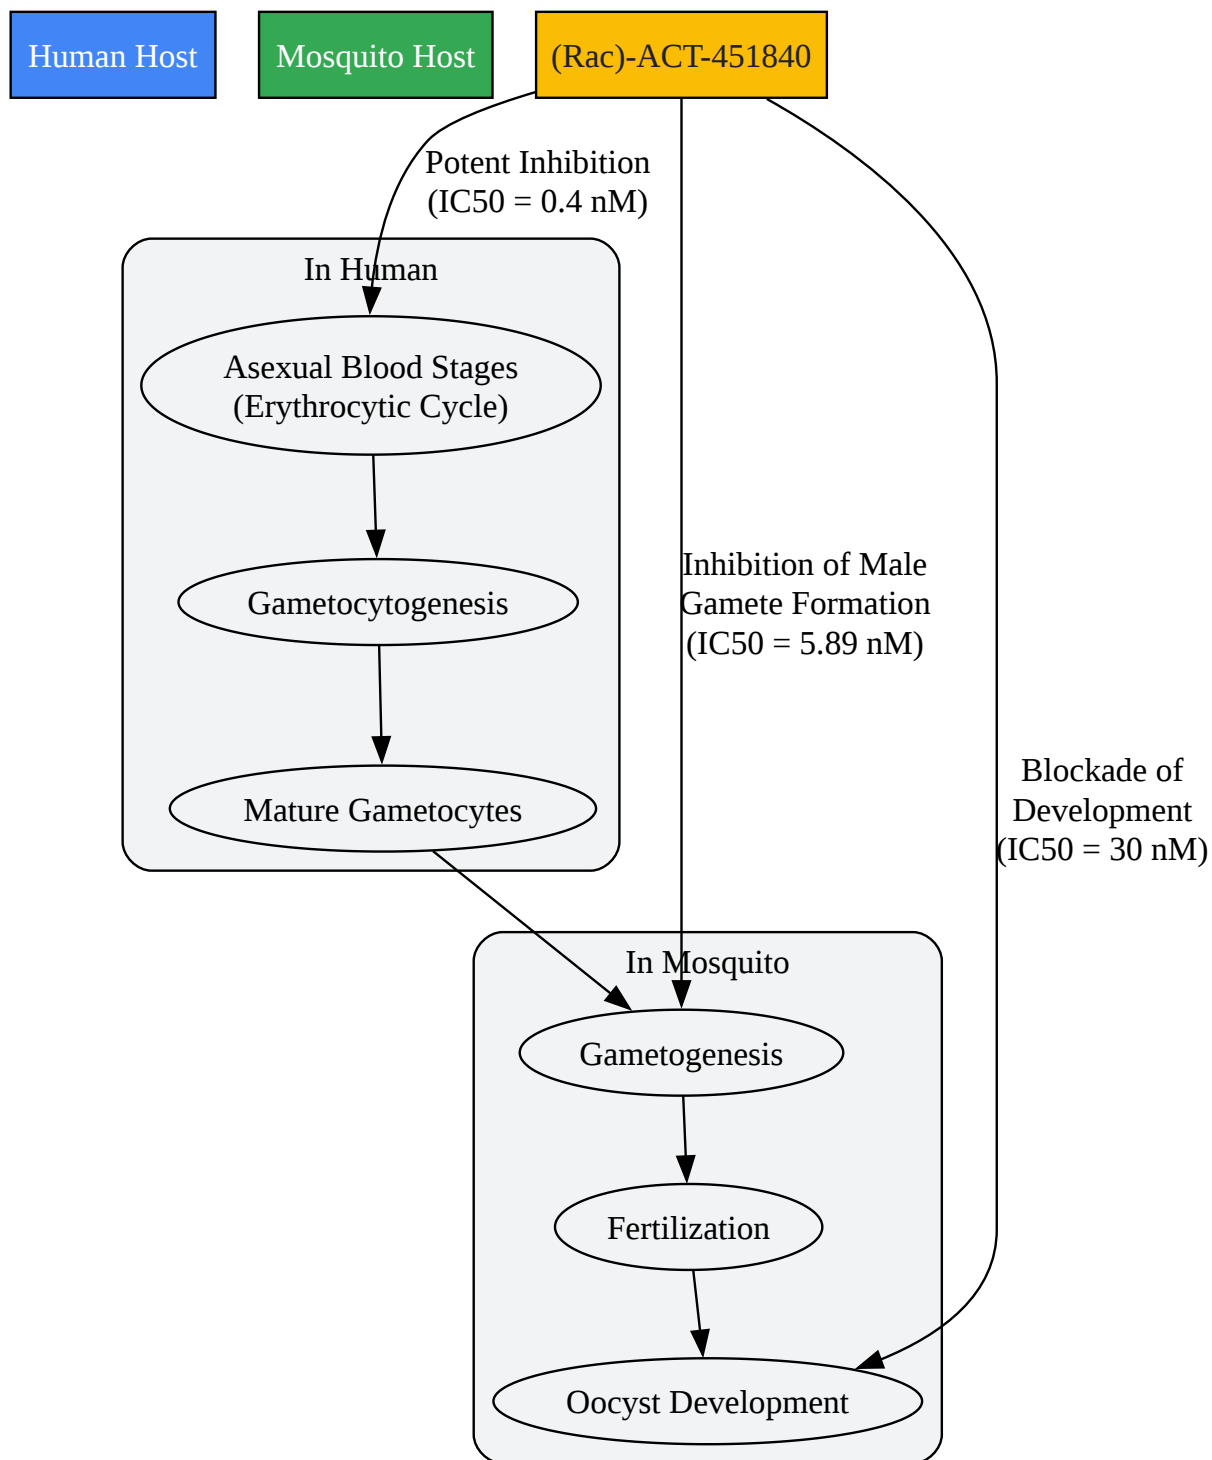 Human Host
Mosquito Host
(Rac)-ACT-451840
Potent Inhibition
(IC50 = 0.4 nM)
In Human
Asexual Blood Stages
(Erythrocytic Cycle)
Gametocytogenesis
Inhibition of Male
Gamete Formation
(IC50 = 5.89 nM)
Mature Gametocytes
Blockade of
Development
(IC50 = 30 nM)
In Mosquito
Gametogenesis
Fertilization
Oocyst Development